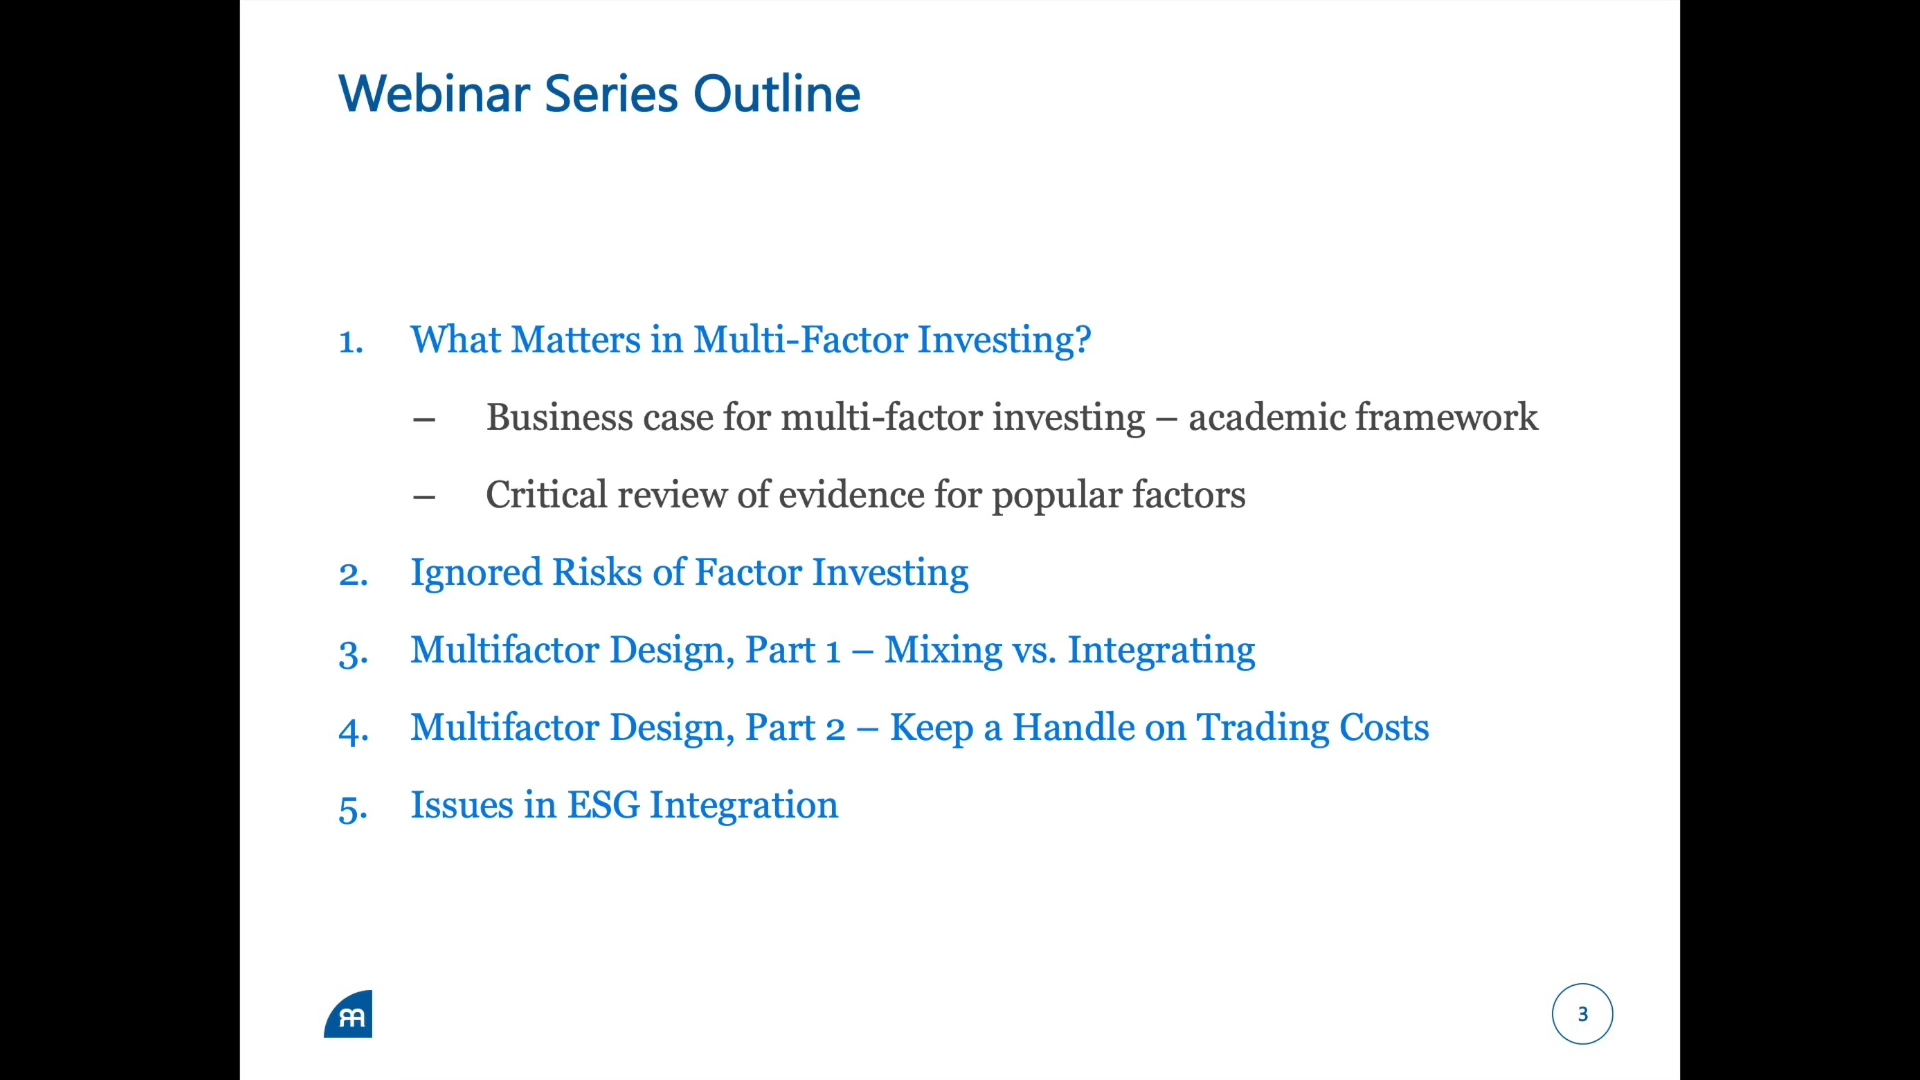 Webinar Series Outline
1. What Matters in Multi-Factor Investing?
– Business case for multi-factor investing – academic framework
– Critical review of evidence for popular factors
2. Ignored Risks of Factor Investing
3. Multifactor Design, Part 1 – Mixing vs. Integrating
4. Multifactor Design, Part 2 – Keep a Handle on Trading Costs
5. Issues in ESG Integration
3